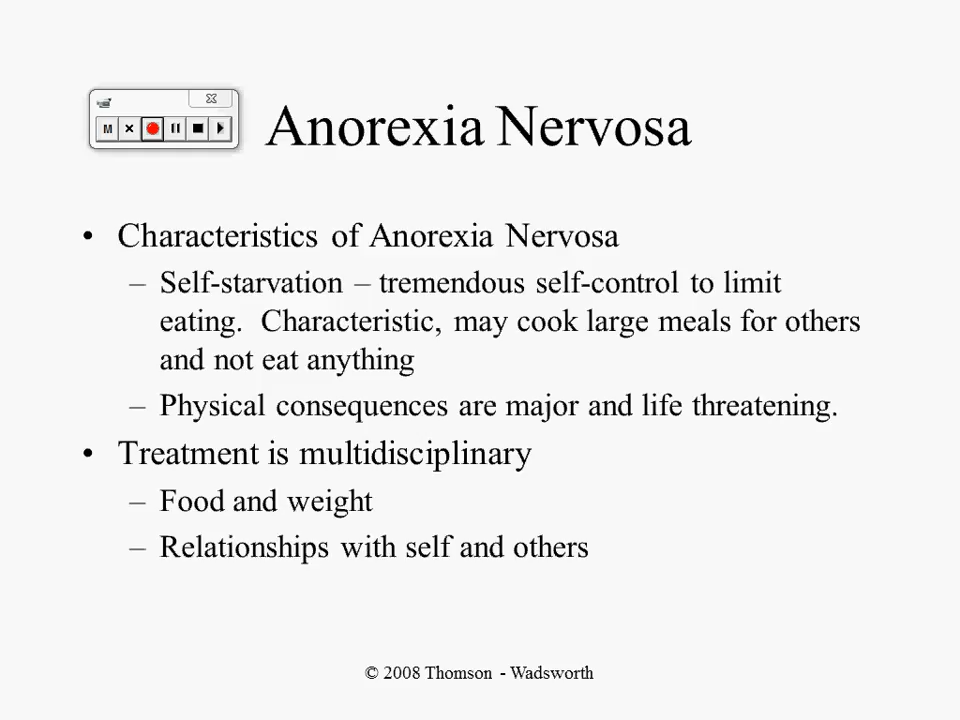 M
Anorexia Nervosa
• Characteristics of Anorexia Nervosa
– Self-starvation – tremendous self-control to limit
eating.  Characteristic, may cook large meals for others
and not eat anything
– Physical consequences are major and life threatening.
• Treatment is multidisciplinary
– Food and weight
– Relationships with self and others
© 2008 Thomson - Wadsworth